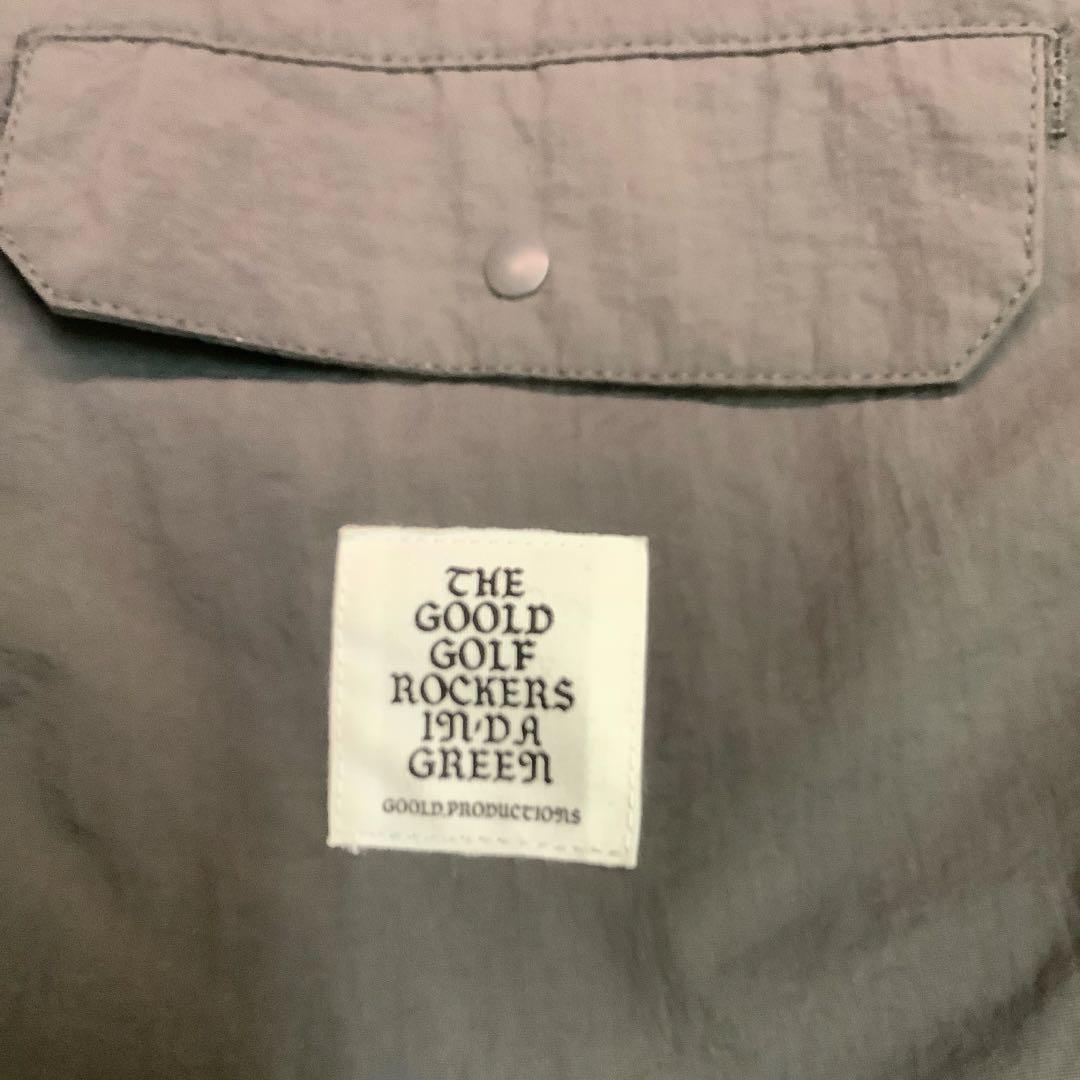 THE
GOOLD
GOLF
ROCKERS
IN'DA
GREEN
GOOLD.PRODUCTIONS